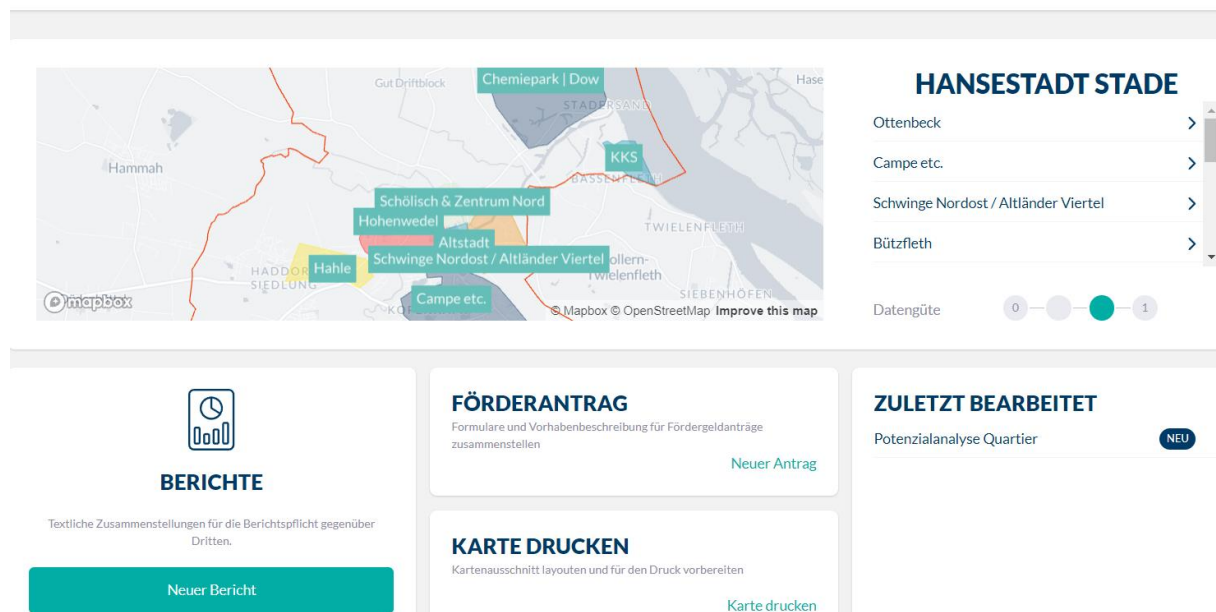 Gut Driftblock
Chemiepark | Dow
Hase
STADERSAND
Hammah
KKS
BASSENFLETH
Schölisch & Zentrum Nord
Hohenwedel
TWIELENFLETH
Altstadt
Schwinge Nordost / Altländer Viertel
ollern-
Twielenfleth
HADDOR
SIEDLUNG
Hahle
SIEBENHÖFEN
Campe etc.
mapbox
© Mapbox © OpenStreetMap Improve this map
HANSESTADT STADE
Ottenbeck
Campe etc.
Schwinge Nordost / Altländer Viertel
Bützfleth
Datengüte 0 1
BERICHTE
Textliche Zusammenstellungen für die Berichtspflicht gegenüber
Dritten.
Neuer Bericht
FÖRDERANTRAG
Formulare und Vorhabenbeschreibung für Fördergeldanträge
zusammenstellen
Neuer Antrag
KARTE DRUCKEN
Kartenausschnitt layouten und für den Druck vorbereiten
Karte drucken
ZULETZT BEARBEITET
Potenzialanalyse Quartier NEU